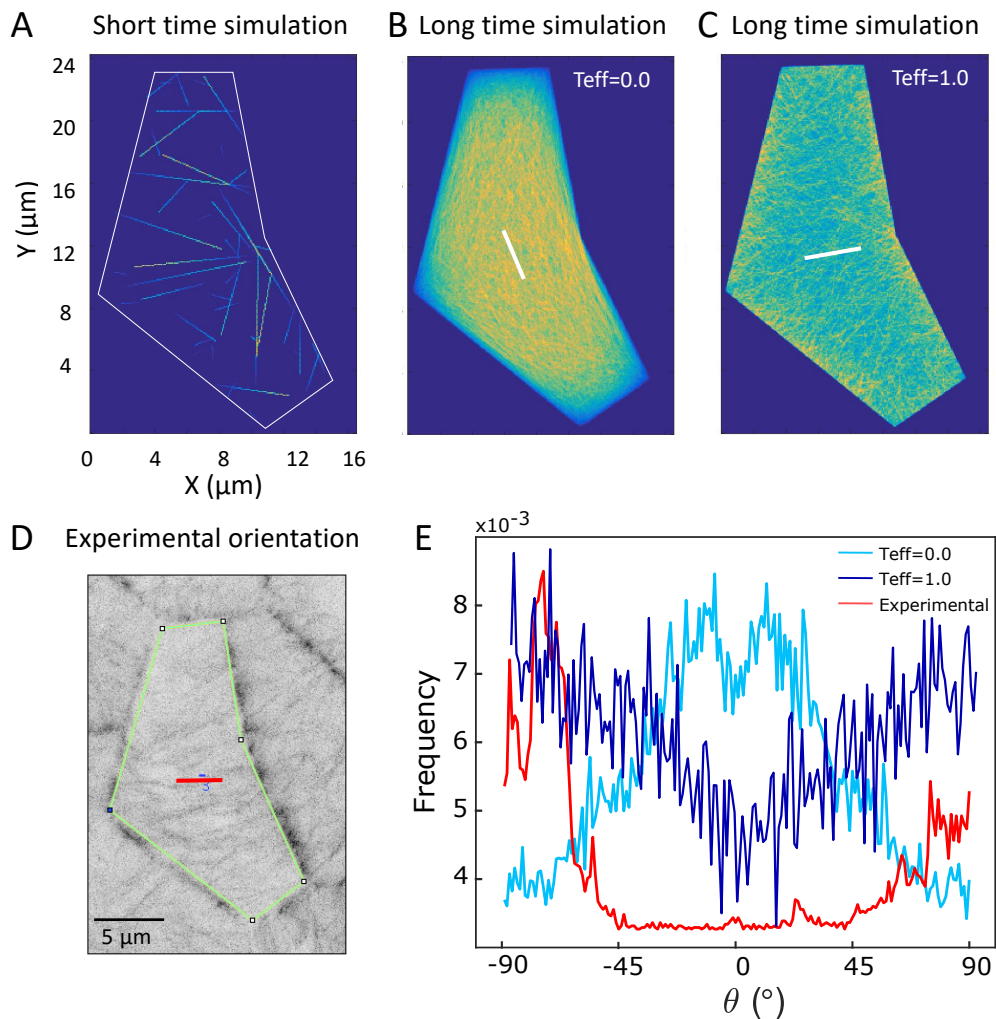 A Short time simulation
B Long time simulation
C Long time simulation
24
20
16
12
8
4
Y (μm)
0 4 8 12 16
X (μm)
Teff=0.0
Teff=1.0
D Experimental orientation
5 μm
E
x10⁻³
8
7
6
5
4
Frequency
Teff=0.0
Teff=1.0
Experimental
-90 -45 0 45 90
θ (°)